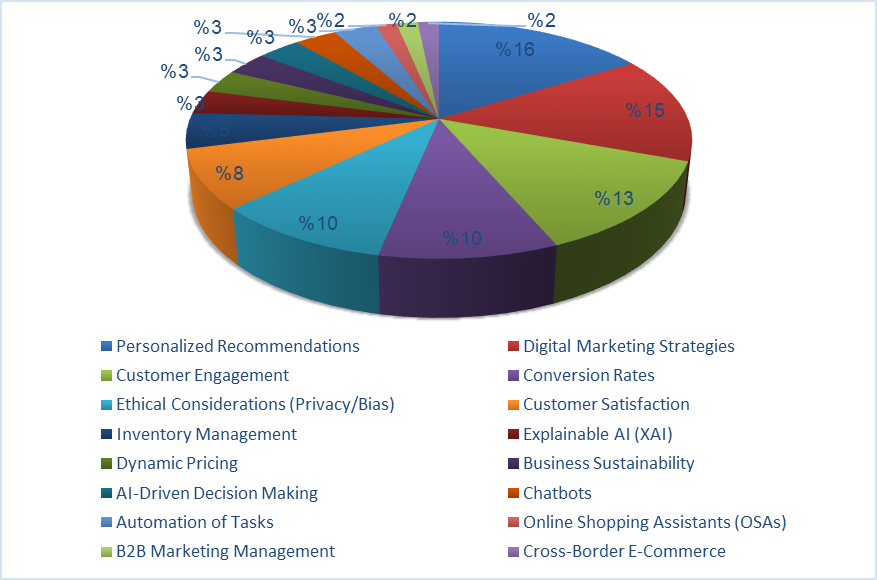 %3 %3 %2 %2 %2
%3
%16
%3
%3
%3
%15
%5
%8
%13
%10
%10
Personalized Recommendations
Digital Marketing Strategies
Customer Engagement
Conversion Rates
Ethical Considerations (Privacy/Bias)
Customer Satisfaction
Inventory Management
Explainable AI (XAI)
Dynamic Pricing
Business Sustainability
AI-Driven Decision Making
Chatbots
Automation of Tasks
Online Shopping Assistants (OSAs)
B2B Marketing Management
Cross-Border E-Commerce